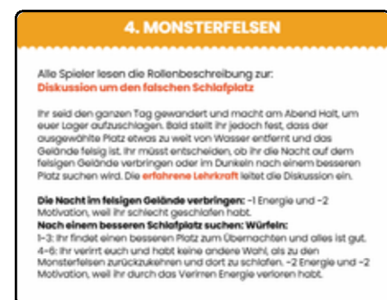 4. MONSTERFELSEN
Alle Spieler lesen die Rollenbeschreibung zur:
Diskussion um den falschen Schlafplatz
Ihr seid den ganzen Tag gewandert und macht am Abend Halt, um
euer Lager aufzuschlagen. Bald stellt ihr jedoch fest, dass der
ausgewählte Platz etwas zu weit von Wasser entfernt und das
Gelände felsig ist. Ihr müsst entscheiden, ob ihr die Nacht auf dem
felsigen Gelände verbringen oder im Dunkeln nach einem besseren
Platz suchen wird. Die erfahrene Lehrkraft leitet die Diskussion ein.
Die Nacht im felsigen Gelände verbringen: -1 Energie und -2
Motivation, weil ihr schlecht geschlafen habt.
Nach einem besseren Schlafplatz suchen: Würfeln:
1-3: Ihr findet einen besseren Platz zum Übernachten und alles ist gut.
4-6: Ihr verirrt euch und habt keine andere Wahl, als zu den
Monsterfelsen zurückzukehren und dort zu schlafen. -2 Energie und -2
Motivation, weil ihr durch das Verirren Energie verloren habt.